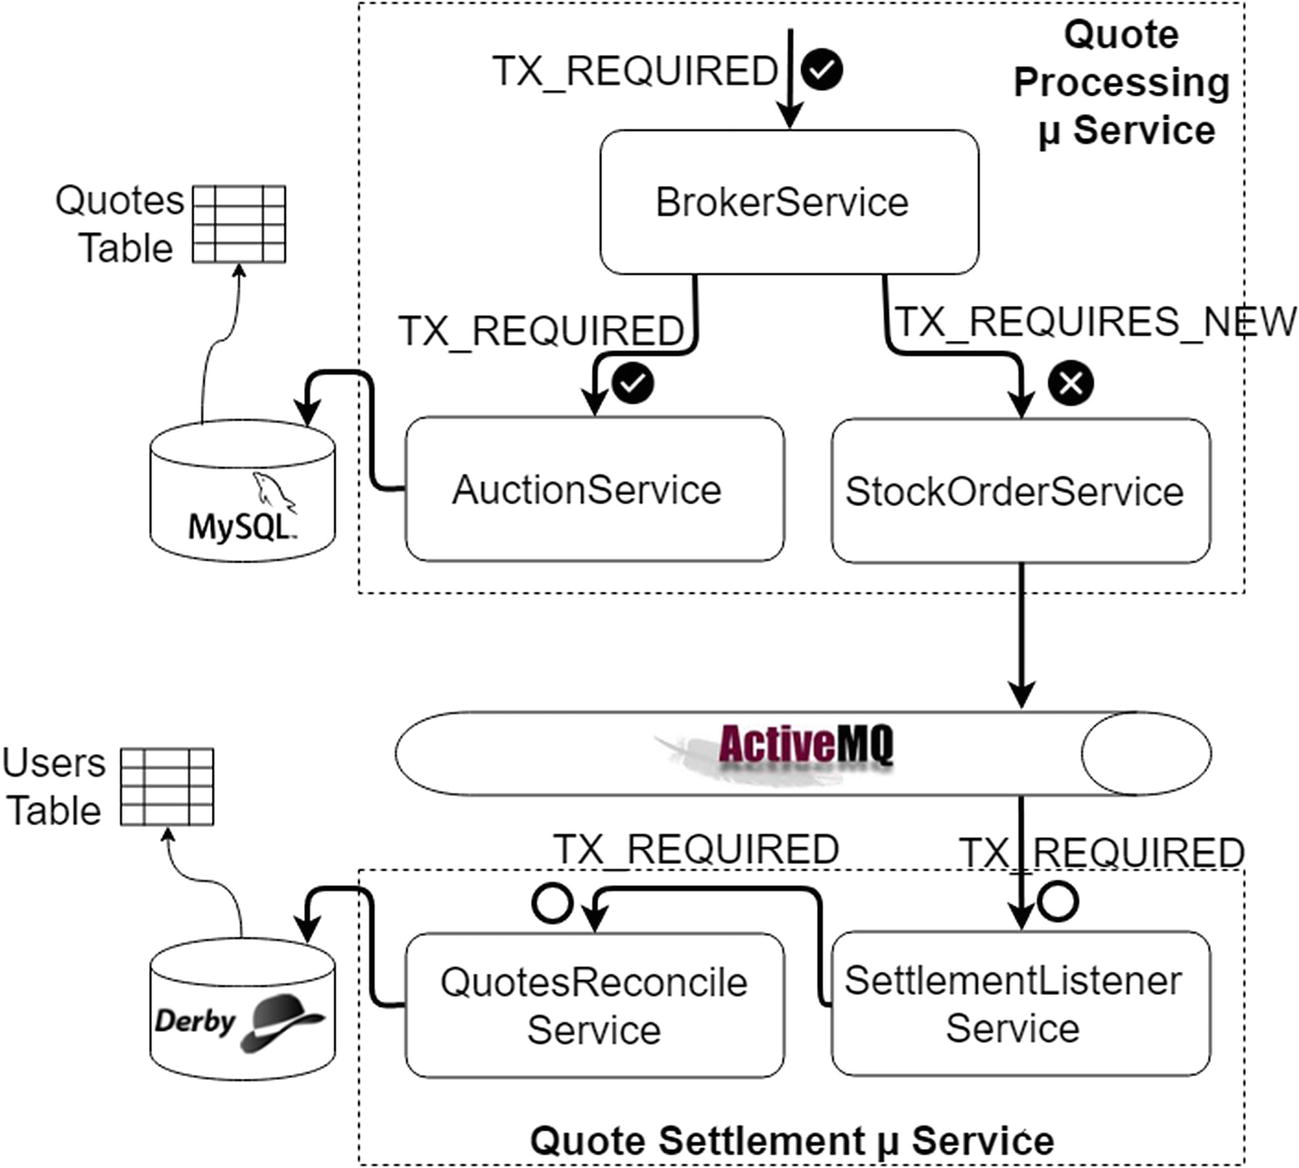 Quote
Processing
μ Service
TX_REQUIRED
BrokerService
Quotes
Table
TX_REQUIRED
TX_REQUIRES_NEW
MySQL™
AuctionService
StockOrderService
ActiveMQ
Users
Table
TX_REQUIRED
TX_REQUIRED
Derby
QuotesReconcile
Service
SettlementListener
Service
Quote Settlement μ Service